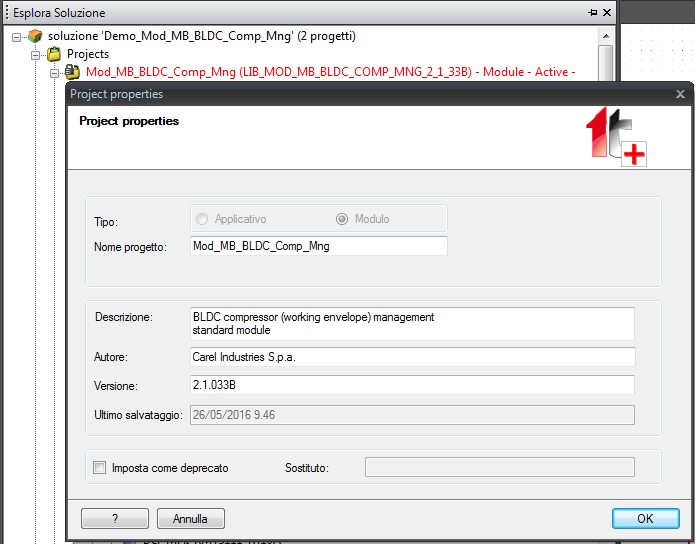 Esplora Soluzione
soluzione 'Demo_Mod_MB_BLDC_Comp_Mng' (2 progetti)
Projects
Mod_MB_BLDC_Comp_Mng (LIB_MOD_MB_BLDC_COMP_MNG_2_1_33B) - Module - Active -
Project properties
Project properties
1t
Tipo:
Applicativo
Modulo
Nome progetto:
Mod_MB_BLDC_Comp_Mng
Descrizione:
BLDC compressor (working envelope) management
standard module
Autore:
Carel Industries S.p.a.
Versione:
2.1.033B
Ultimo salvataggio:
26/05/2016 9.46
Imposta come deprecato
Sostituto:
?
Annulla
OK